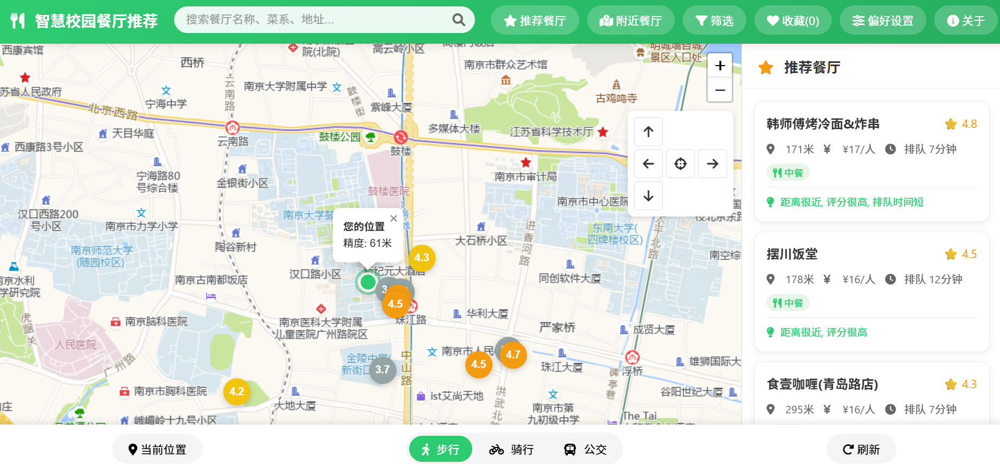 智慧校园餐厅推荐
搜索餐厅名称、菜系、地址...
推荐餐厅
附近餐厅
筛选
收藏(0)
偏好设置
关于
西康宾馆
西桥
院(北院)
高云岭小区
南京市群众艺术馆
明城墙台城
景区入口处
苏省人民政府
宁海中学
云南路
南京大学附属中学
鼓楼街
紫峰大厦
古鸡鸣寺
北京西路
天目华庭
云南路
鼓楼公园
鼓楼
多媒体大楼
江苏省科学技术厅
西康路3号小区
宁海路80
号综合楼
金银街小区
鼓楼医院
南京市审计局
南京市中心医院
汉口西路200
号小区
南京市力学小学
南京大学鼓
您的位置
精度: 61米
陶谷新村
大石桥小区
进香河路
东南大学(
四牌楼校区)
太平北路
南京师范大学
(随园校区)
汉口路小区
新纪元大酒店
4.3
南空综
南京水利
学研究院
南京古南都饭店
同创软件大厦
4.5
珠江路
华利大厦
严家桥
成贤大厦
虎踞关
南京脑科医院
南京医科大学附属
儿童医院广州路院区
人民医院
广州路
金陵中学(
新街口
3.7
中山路
南京市人民
4.5
4.7
珠江大厦
浮桥
雄狮国际大
碑亭巷
南京市胸科医院
4.2
大地大厦
ist艾尚天地
洪武北路
南京市第
九初级中学
谷阳世纪大厦
The Tai
峨嵋岭十九号小区
推荐餐厅
韩师傅烤冷面&炸串
4.8
171米 ¥ ¥17/人 排队 7分钟
中餐
距离很近, 评分很高, 排队时间短
摆川饭堂
4.5
178米 ¥ ¥16/人 排队 12分钟
中餐
距离很近, 评分很高
食壹咖喱(青岛路店)
4.3
295米 ¥ ¥16/人 排队 7分钟
当前位置
步行
骑行
公交
刷新